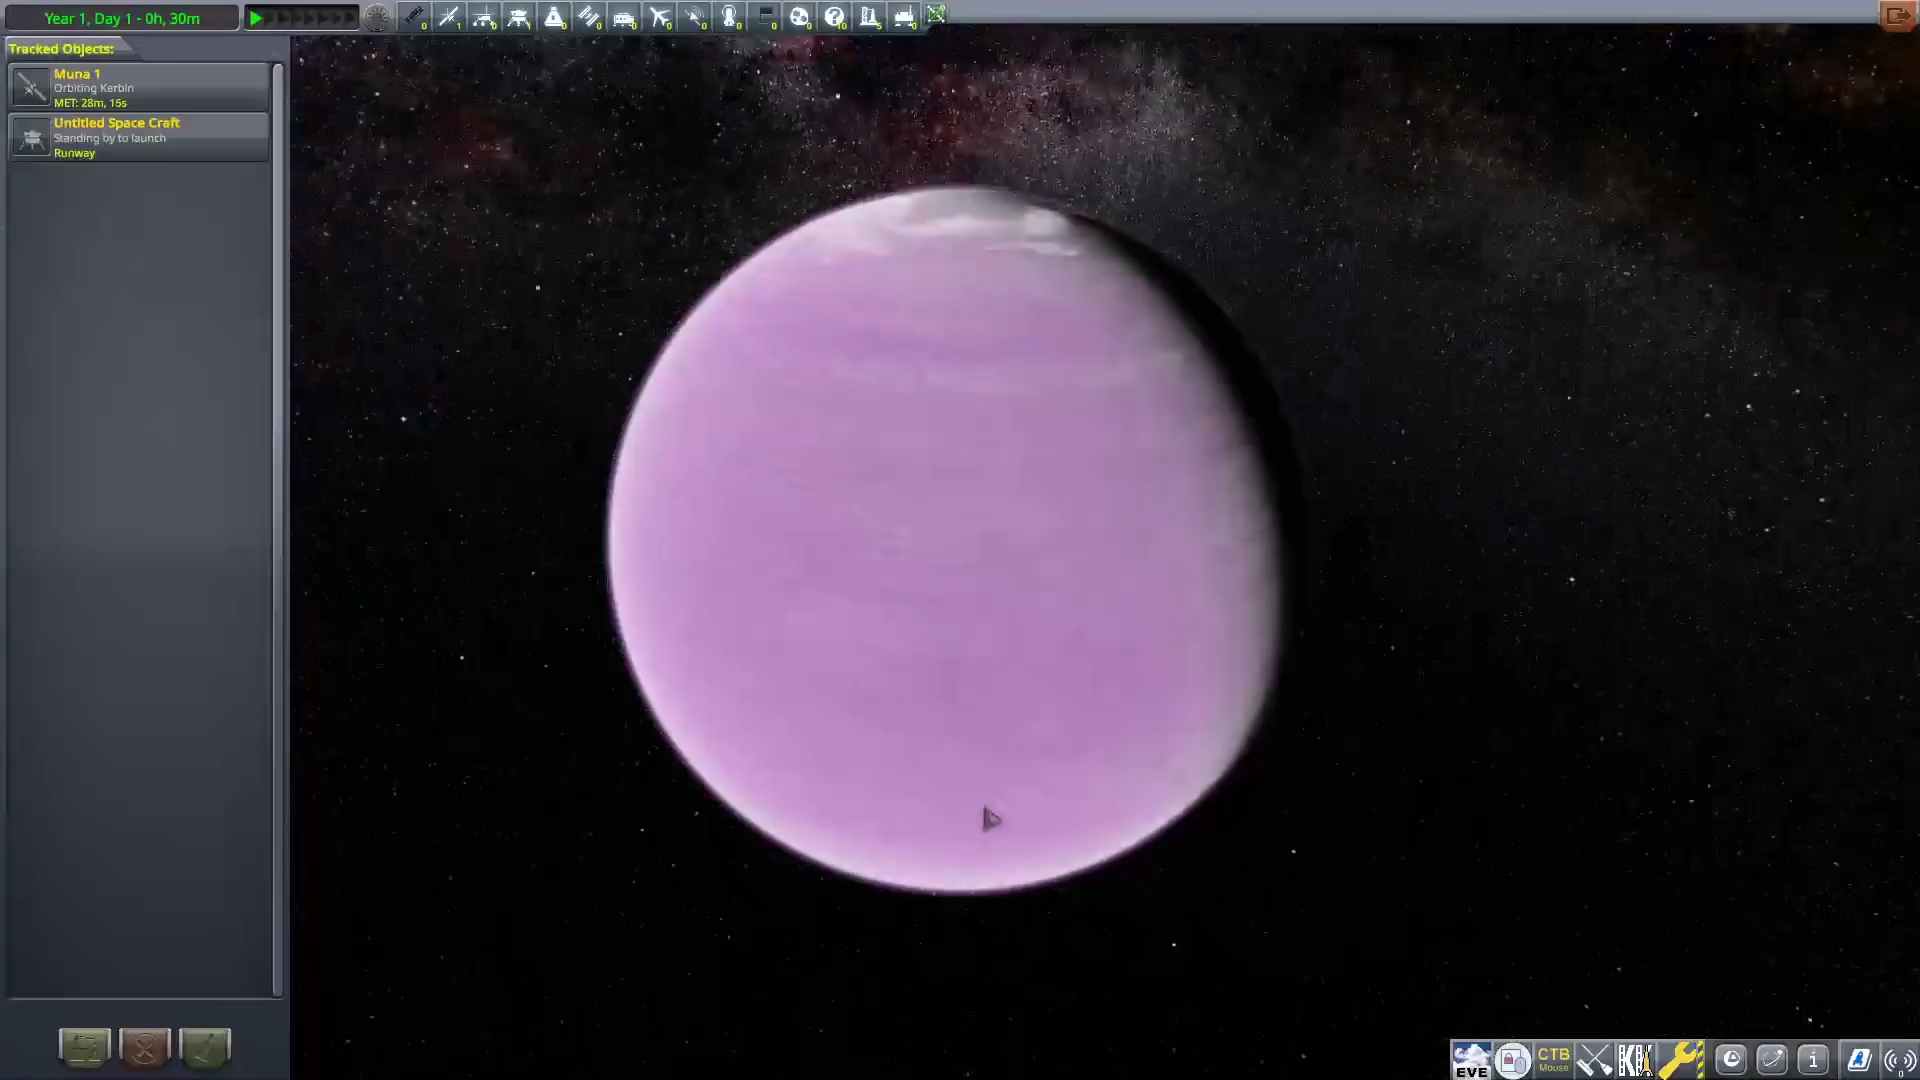 Year 1, Day 1 - 0h, 30m
Tracked Objects:
Muna 1
Orbiting Kerbin
MET: 28m, 15s
Untitled Space Craft
Standing by to launch
Runway
EVE
CTB
Mouse